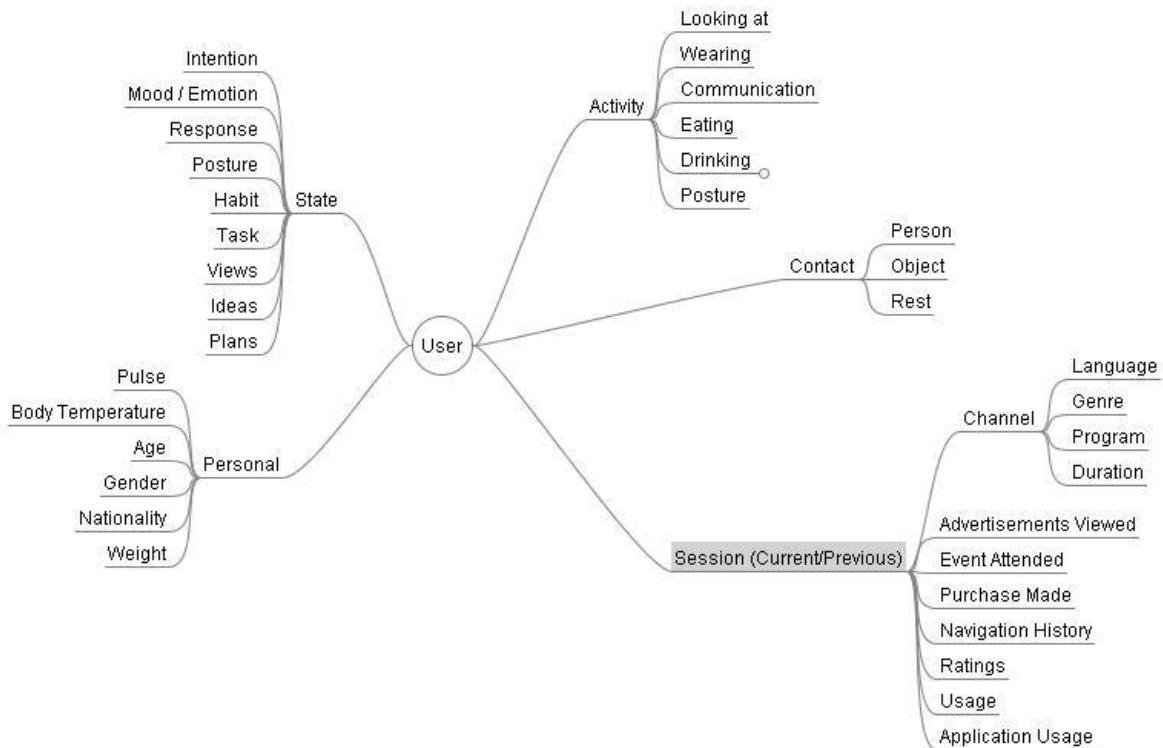 Intention
Mood / Emotion
Response
Posture
Habit
Task
Views
Ideas
Plans
State
Pulse
Body Temperature
Age
Gender
Nationality
Weight
Personal
User
Activity
Looking at
Wearing
Communication
Eating
Drinking
Posture
Contact
Person
Object
Rest
Session (Current/Previous)
Channel
Language
Genre
Program
Duration
Advertisements Viewed
Event Attended
Purchase Made
Navigation History
Ratings
Usage
Application Usage